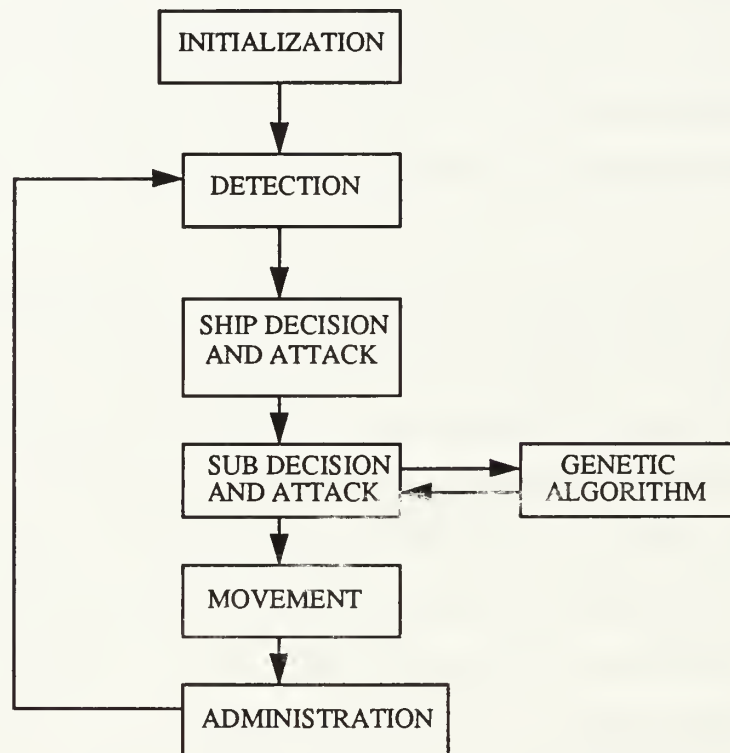 INITIALIZATION
DETECTION
SHIP DECISION
AND ATTACK
SUB DECISION
AND ATTACK
GENETIC
ALGORITHM
MOVEMENT
ADMINISTRATION